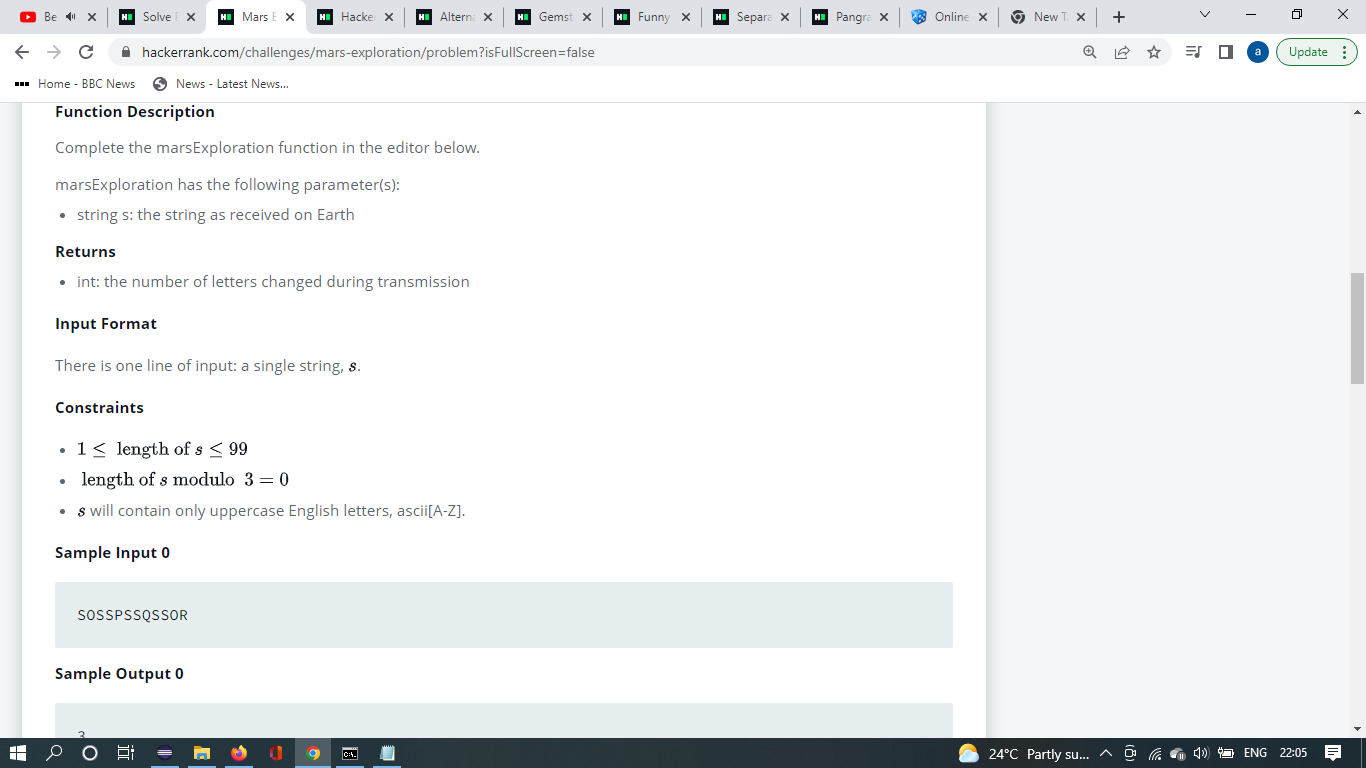 Be
Solve
Mars E
Hacke
Altern
Gemst
Funny
Separa
Pangra
Online
New T
hackerrank.com/challenges/mars-exploration/problem?isFullScreen=false
a
Update
Home - BBC News
News - Latest News...
Function Description
Complete the marsExploration function in the editor below.
marsExploration has the following parameter(s):
• string s: the string as received on Earth
Returns
• int: the number of letters changed during transmission
Input Format
There is one line of input: a single string, s.
Constraints
• 1 ≤ length of s ≤ 99
• length of s modulo 3 = 0
• s will contain only uppercase English letters, ascii[A-Z].
Sample Input 0
SOSSPSSQSSOR
Sample Output 0
3
24°C Partly su...
ENG
22:05